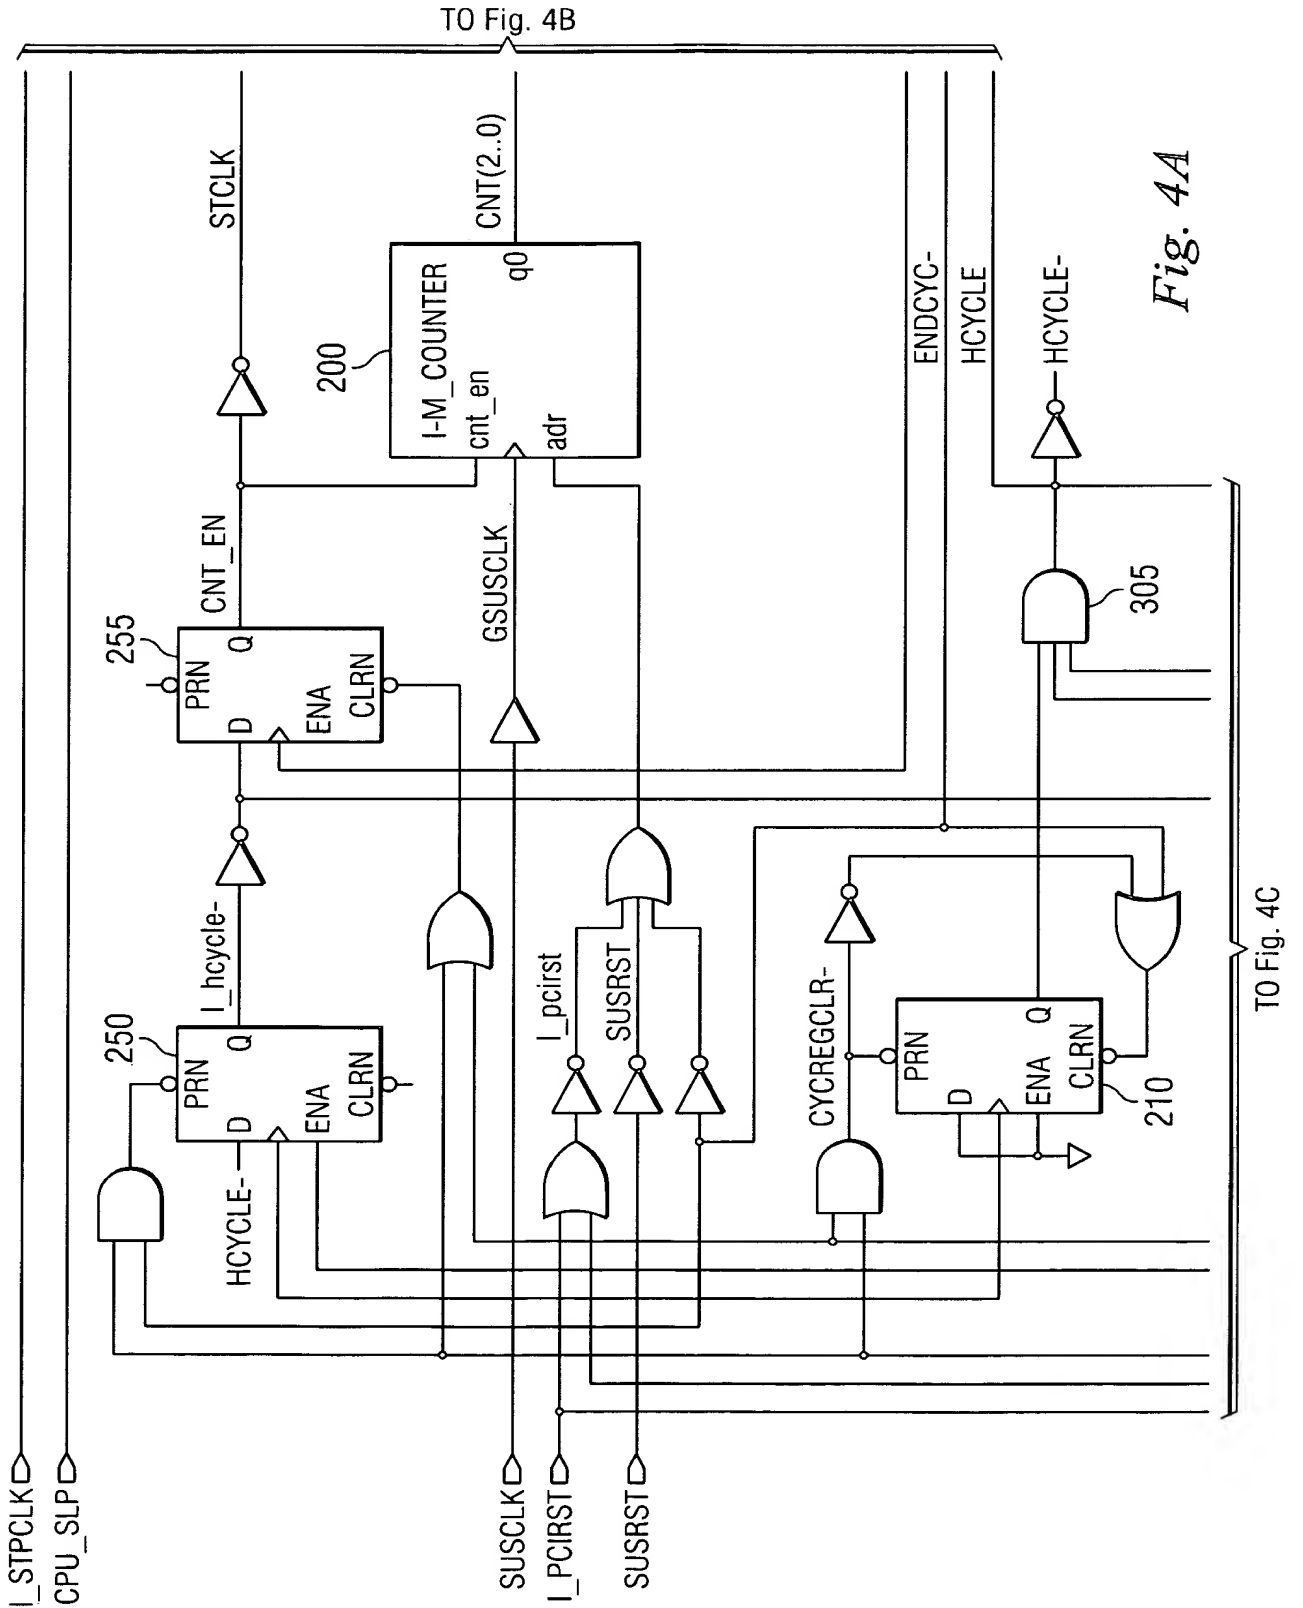 TO Fig. 4B
STCLK
CNT(2..0)
200
I-M_COUNTER
cnt_en
adr
q0
ENDCYC-
HCYCLE
HCYCLE-
Fig. 4A
CNT_EN
255
PRN
D
Q
ENA
CLRN
GSUSCLK
305
I_hcycle-
250
PRN
D
Q
ENA
CLRN
HCYCLE-
I_pcirst
SUSRST
CYCREGCLR-
PRN
D
Q
ENA
CLRN
210
TO Fig. 4C
I_STPCLK
CPU_SLP
SUSCLK
I_PCIRST
SUSRST